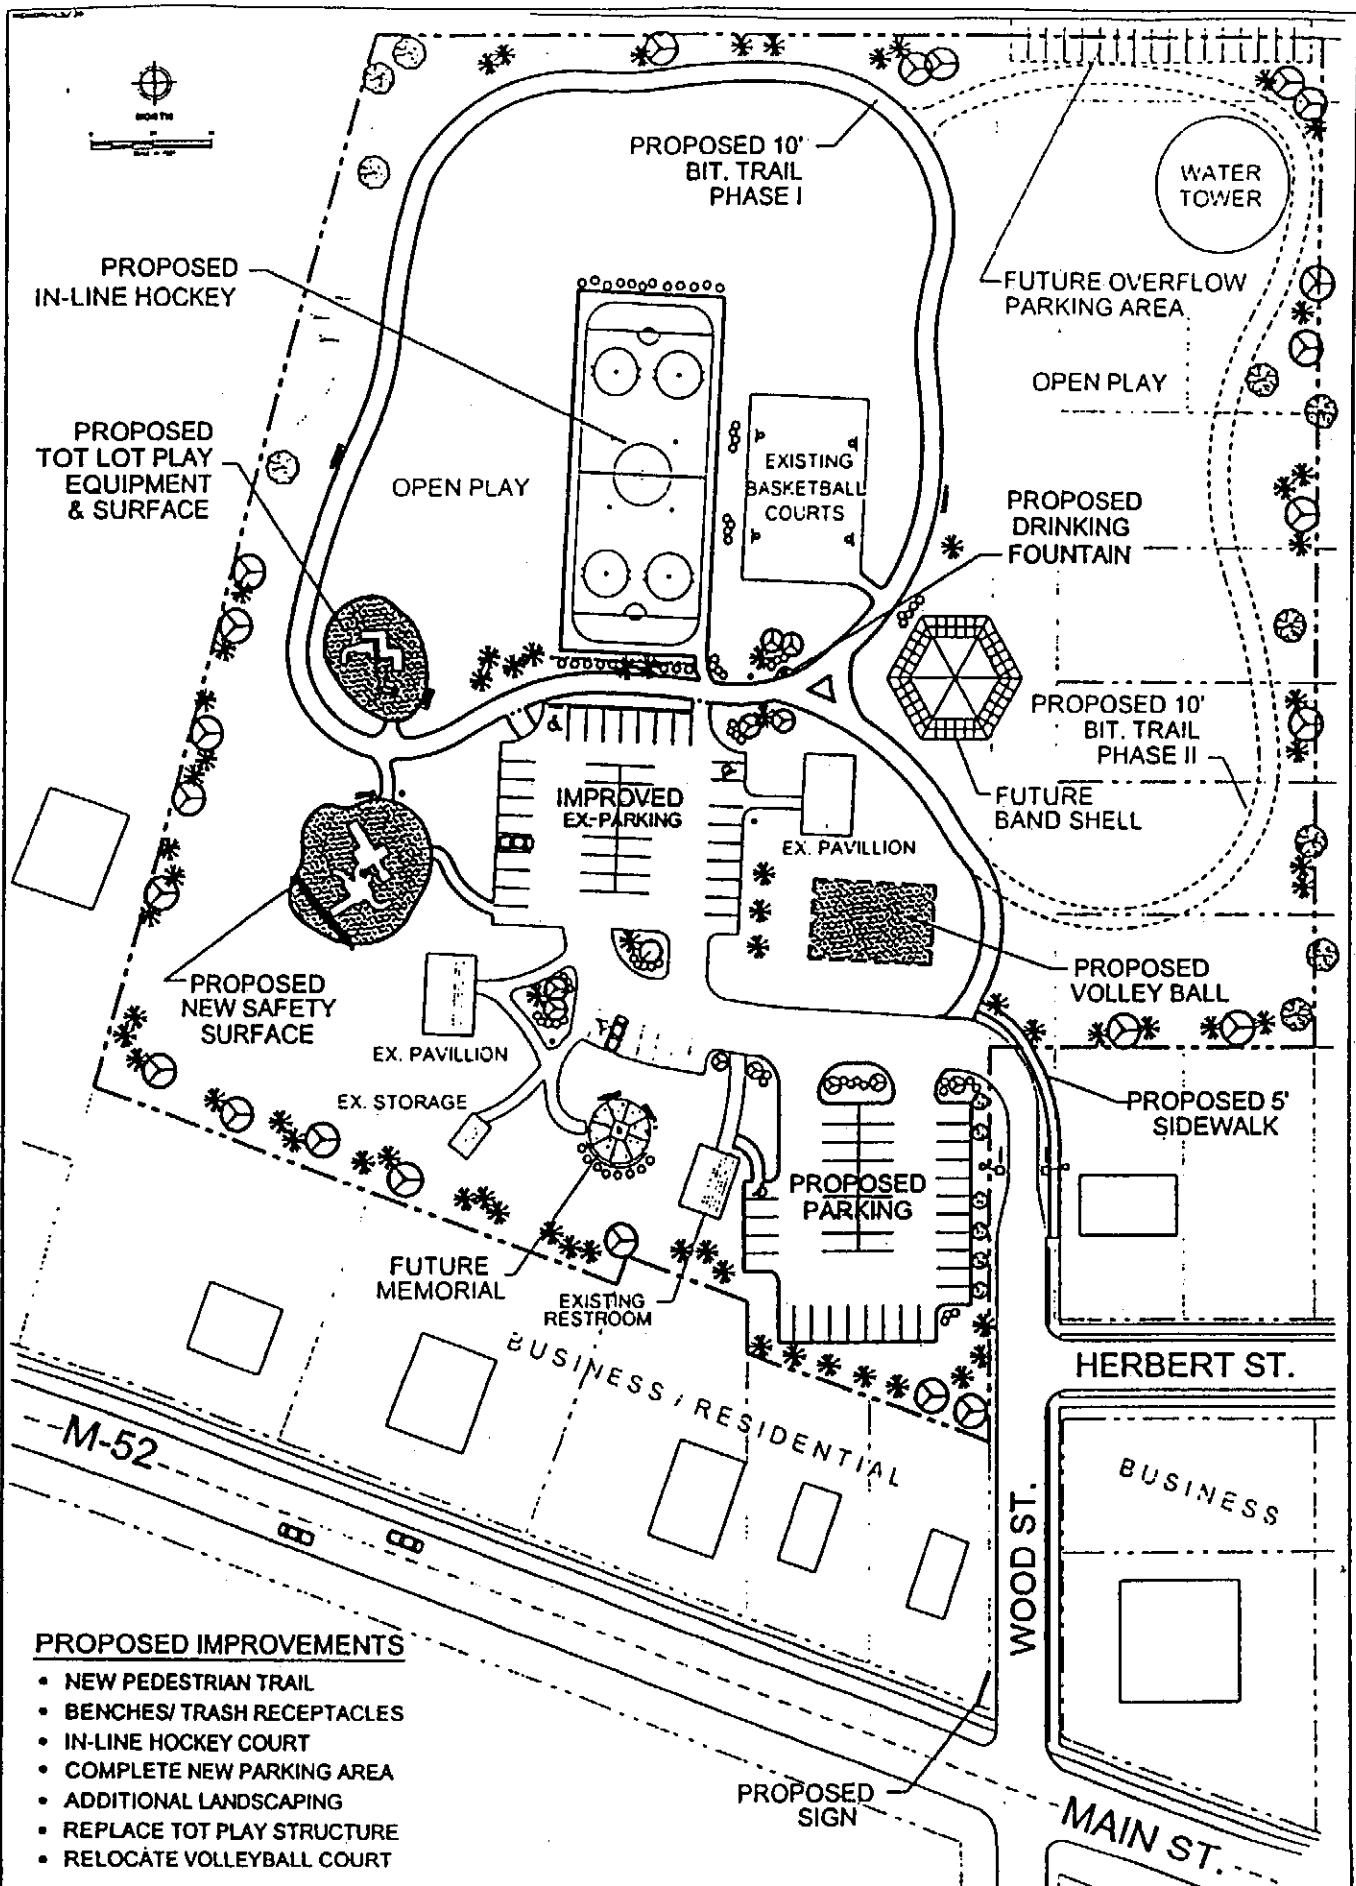 NORTH
PROPOSED 10'
BIT. TRAIL
PHASE I
WATER
TOWER
PROPOSED
IN-LINE HOCKEY
FUTURE OVERFLOW
PARKING AREA
OPEN PLAY
PROPOSED
TOT LOT PLAY
EQUIPMENT
& SURFACE
OPEN PLAY
EXISTING
BASKETBALL
COURTS
PROPOSED
DRINKING
FOUNTAIN
PROPOSED 10'
BIT. TRAIL
PHASE II
IMPROVED
EX. PARKING
FUTURE
BAND SHELL
EX. PAVILLION
PROPOSED
NEW SAFETY
SURFACE
PROPOSED
VOLLEY BALL
EX. PAVILLION
EX. STORAGE
PROPOSED 5'
SIDEWALK
PROPOSED
PARKING
FUTURE
MEMORIAL
EXISTING
RESTROOM
BUSINESS / RESIDENTIAL
HERBERT ST.
M-52
BUSINESS
WOOD ST.
PROPOSED IMPROVEMENTS
• NEW PEDESTRIAN TRAIL
• BENCHES/ TRASH RECEPTACLES
• IN-LINE HOCKEY COURT
• COMPLETE NEW PARKING AREA
• ADDITIONAL LANDSCAPING
• REPLACE TOT PLAY STRUCTURE
• RELOCATE VOLLEYBALL COURT
PROPOSED
SIGN
MAIN ST.